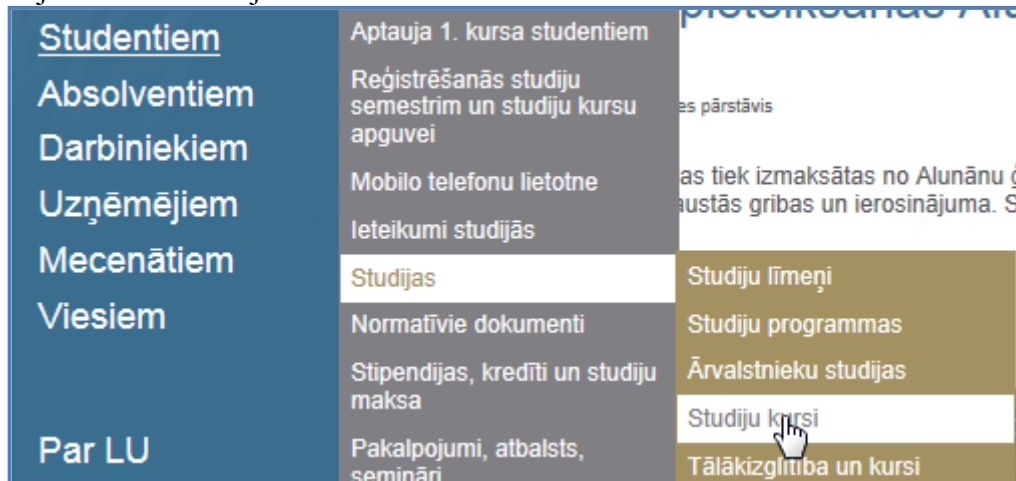 Studentiem
Absolventiem
Darbiniekiem
Uzņēmējiem
Mecenātiem
Viesiem
Par LU
Aptauja 1. kursa studentiem
Reģistrēšanās studiju
semestrim un studiju kursu
apguvei
Mobilo telefonu lietotne
Ieteikumi studijās
Studijas
Normatīvie dokumenti
Stipendijas, kredīti un studiju
maksa
Pakalpojumi, atbalsts,
semināri
Studiju līmeņi
Studiju programmas
Ārvalstnieku studijas
Studiju kursi
Tālākizglītība un kursi
es pārstāvis
as tiek izmaksātas no Alunānu
austās gribas un ierosinājuma. S